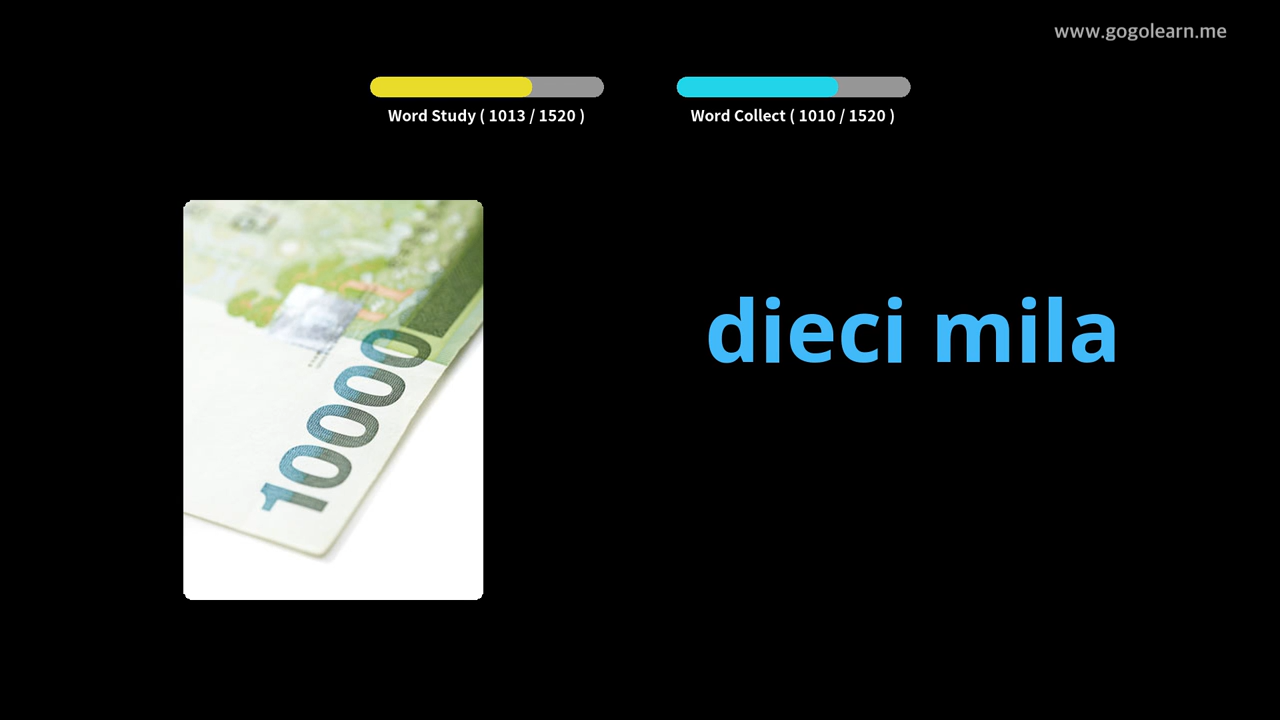 www.gogolearn.me
Word Study ( 1013 / 1520 )
Word Collect ( 1010 / 1520 )
dieci mila
10000